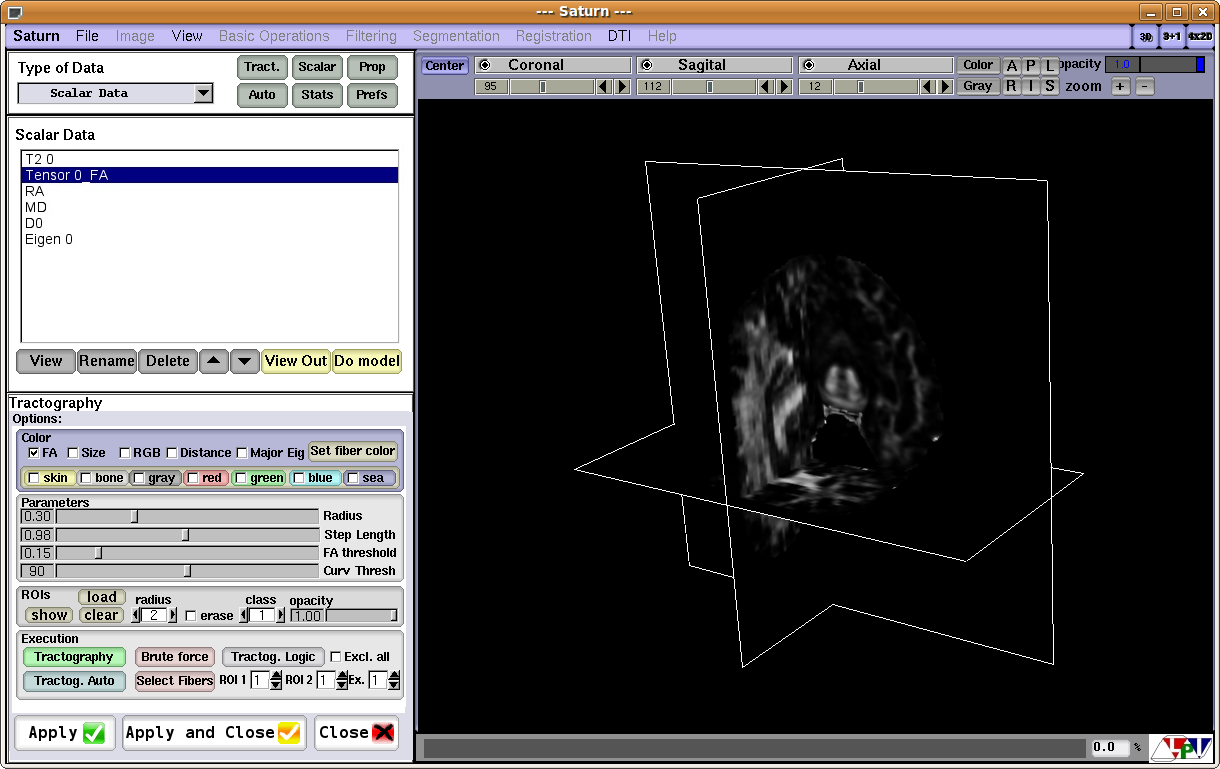 --- Saturn ---
Saturn File Image View Basic Operations Filtering Segmentation Registration DTI Help 3D 3+1 4x2D
Type of Data
Scalar Data
Tract. Scalar Prop
Auto Stats Prefs
Center Coronal Sagital Axial Color A P L opacity 1.0
95 112 12 Gray R I S zoom + -
Scalar Data
T2 0
Tensor 0_FA
RA
MD
D0
Eigen 0
View Rename Delete View Out Do model
Tractography
Options:
Color
FA Size RGB Distance Major Eig Set fiber color
skin bone gray red green blue sea
Parameters
0.30 Radius
0.98 Step Length
0.15 FA threshold
90 Curv Thresh
ROIs load radius class opacity
show clear 2 erase 1 1.00
Execution
Tractography Brute force Tractog. Logic Excl. all
Tractog. Auto Select Fibers ROI 1 1 ROI 2 1 Ex. 1
Apply Apply and Close Close
0.0 %
LPV